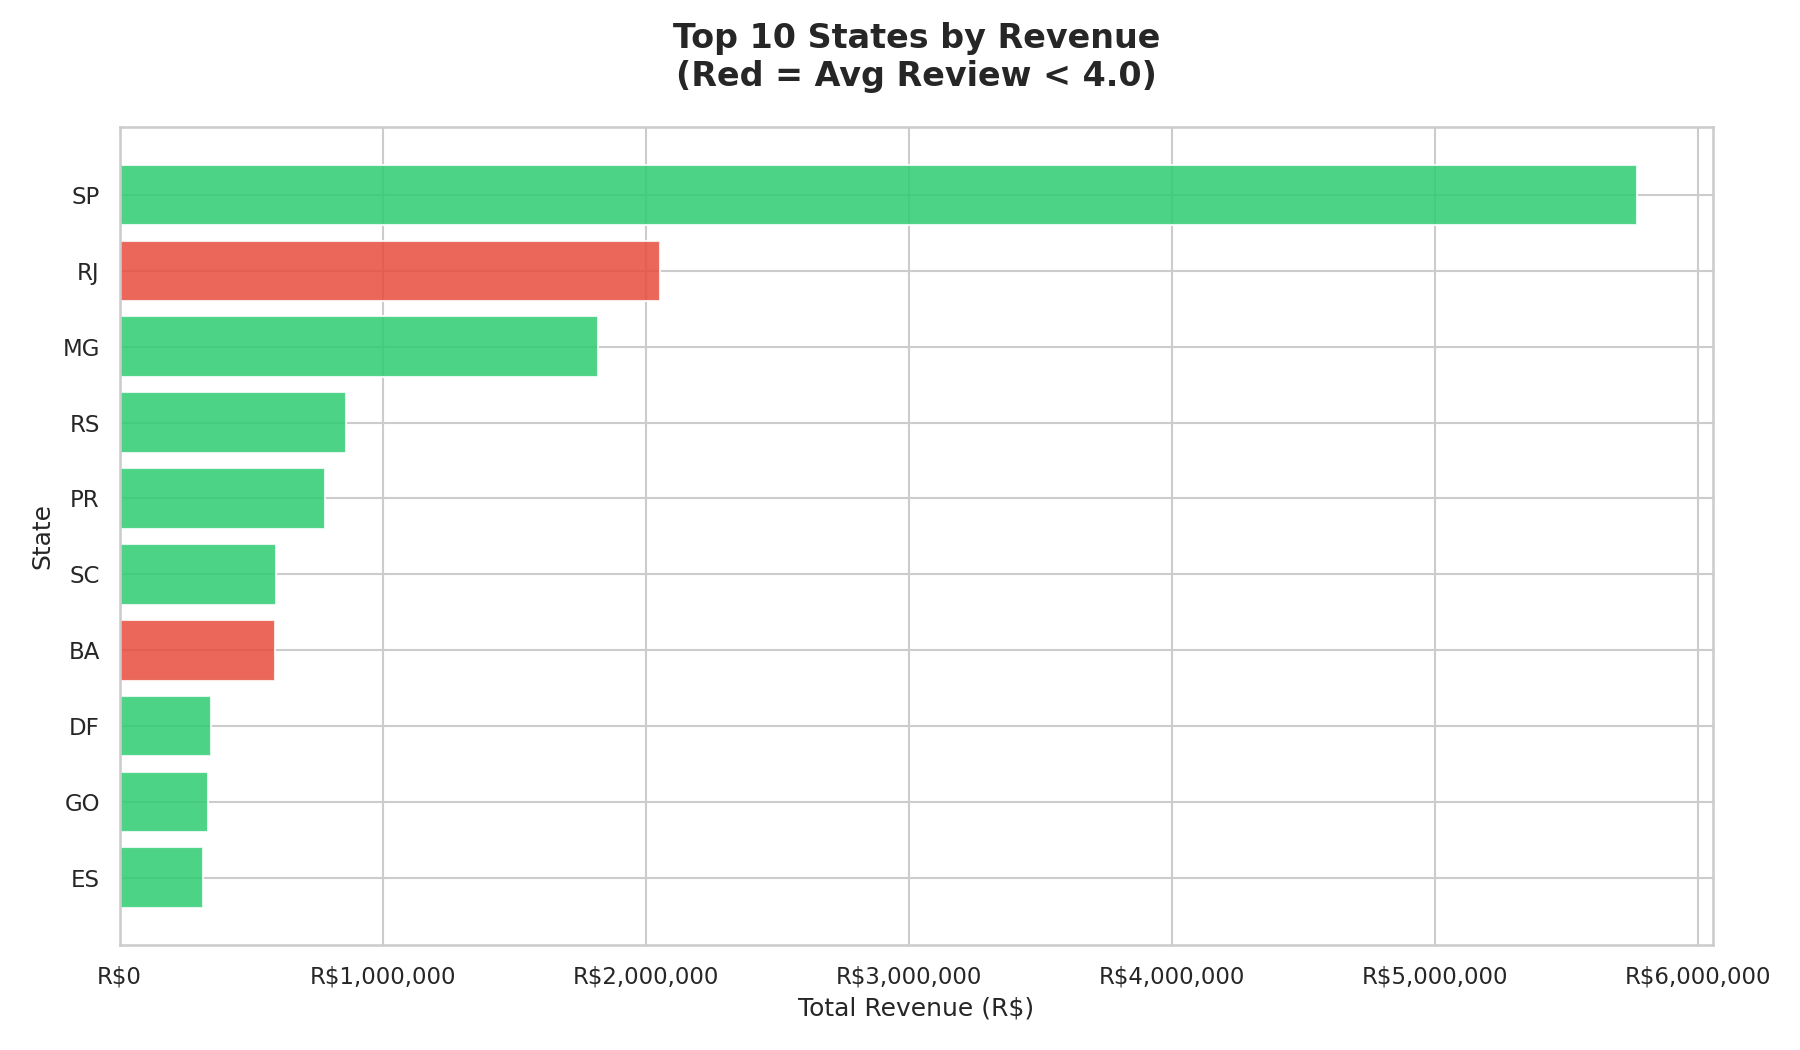 Top 10 States by Revenue
(Red = Avg Review < 4.0)
State
SP
RJ
MG
RS
PR
SC
BA
DF
GO
ES
R$0
R$1,000,000
R$2,000,000
R$3,000,000
R$4,000,000
R$5,000,000
R$6,000,000
Total Revenue (R$)